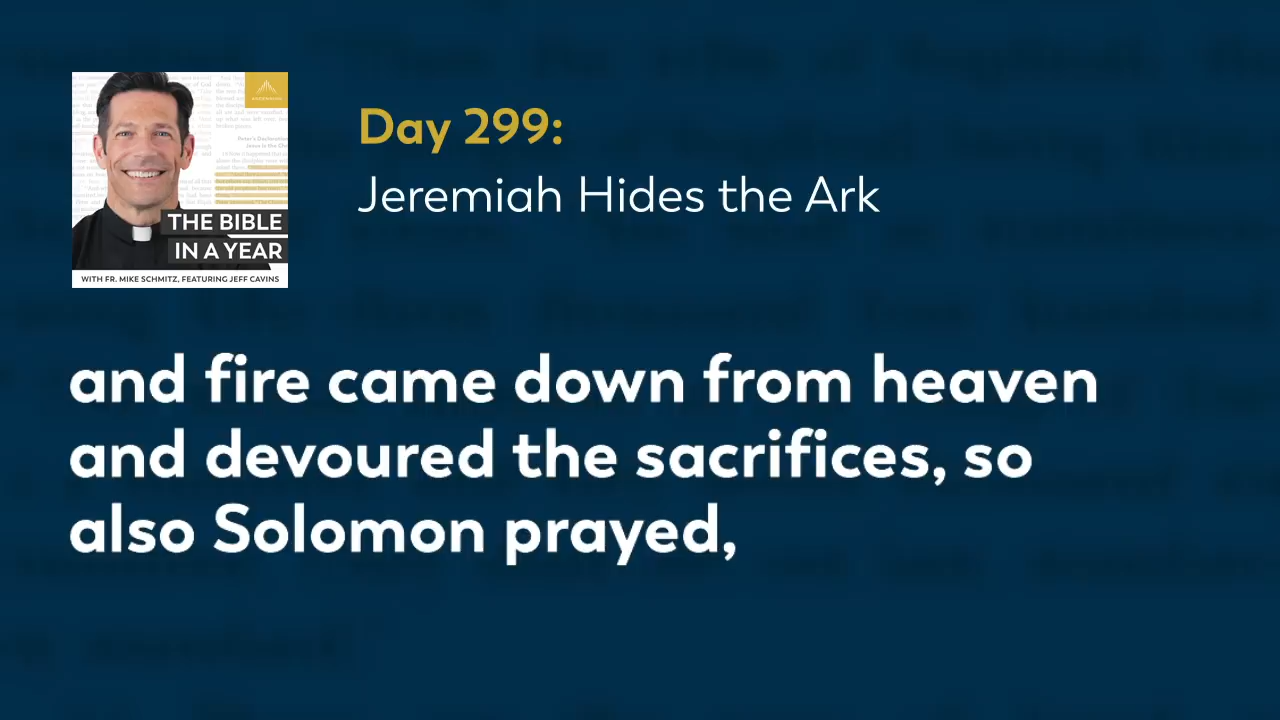 THE BIBLE
IN A YEAR
WITH FR. MIKE SCHMITZ, FEATURING JEFF CAVINS
Day 299:
Jeremiah Hides the Ark
and fire came down from heaven
and devoured the sacrifices, so
also Solomon prayed,